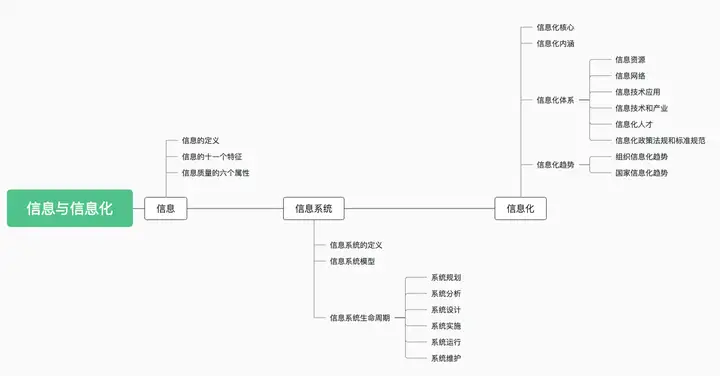 信息与信息化
信息
信息的定义
信息的十一个特征
信息质量的六个属性
信息系统
信息系统的定义
信息系统模型
信息系统生命周期
系统规划
系统分析
系统设计
系统实施
系统运行
系统维护
信息化
信息化核心
信息化内涵
信息化体系
信息资源
信息网络
信息技术应用
信息技术和产业
信息化人才
信息化政策法规和标准规范
信息化趋势
组织信息化趋势
国家信息化趋势